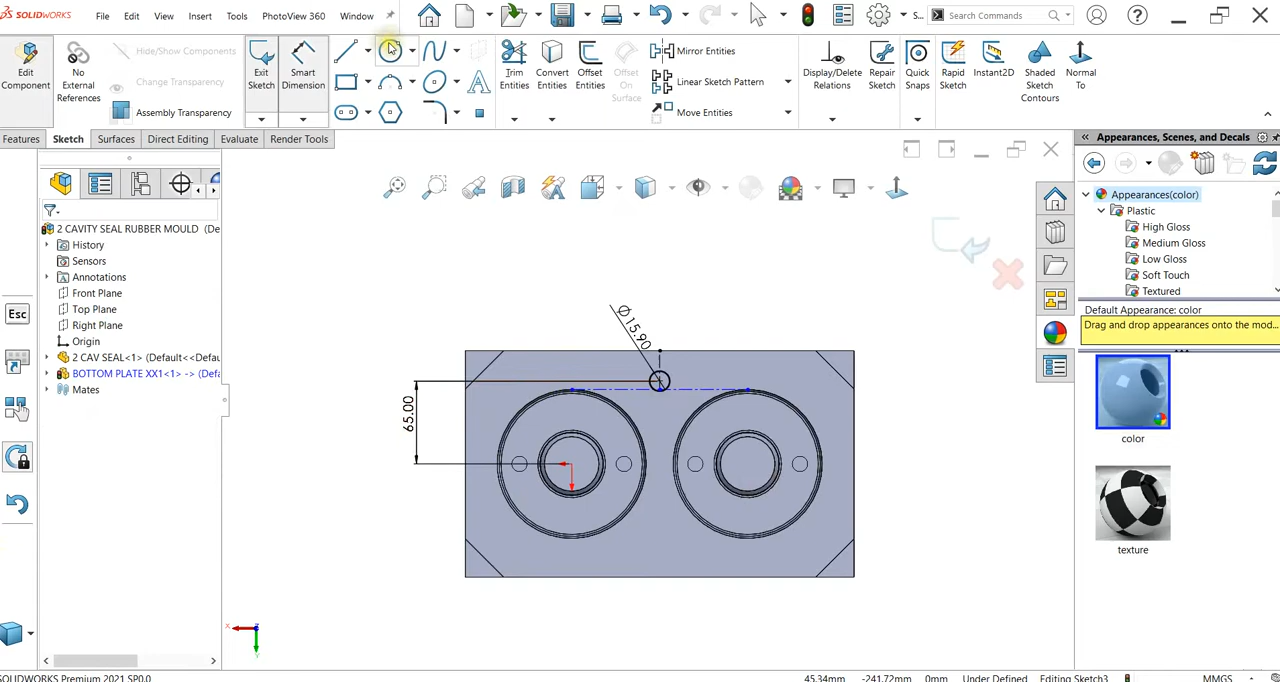 SOLIDWORKS File Edit View Insert Tools PhotoView 360 Window S... Search Commands
Edit Component
No External References
Hide/Show Components
Change Transparency
Assembly Transparency
Exit Sketch
Smart Dimension
Trim Entities
Convert Entities
Offset Entities
Offset On Surface
Mirror Entities
Linear Sketch Pattern
Move Entities
Display/Delete Relations
Repair Sketch
Quick Snaps
Rapid Sketch
Instant2D
Shaded Sketch Contours
Normal To
Features Sketch Surfaces Direct Editing Evaluate Render Tools
2 CAVITY SEAL RUBBER MOULD (De
History
Sensors
Annotations
Front Plane
Top Plane
Right Plane
Origin
2 CAV SEAL<1> (Default<<Defau
BOTTOM PLATE XX1<1> -> (Defa
Mates
Esc
Ø15.90
65.00
X
Y
Z
Appearances, Scenes, and Decals
Appearances(color)
Plastic
High Gloss
Medium Gloss
Low Gloss
Soft Touch
Textured
Default Appearance: color
Drag and drop appearances onto the mod...
color
texture
SOLIDWORKS Premium 2021 SP0.0 45.34mm -241.72mm 0mm Under Defined Editing Sketch3 MMGS